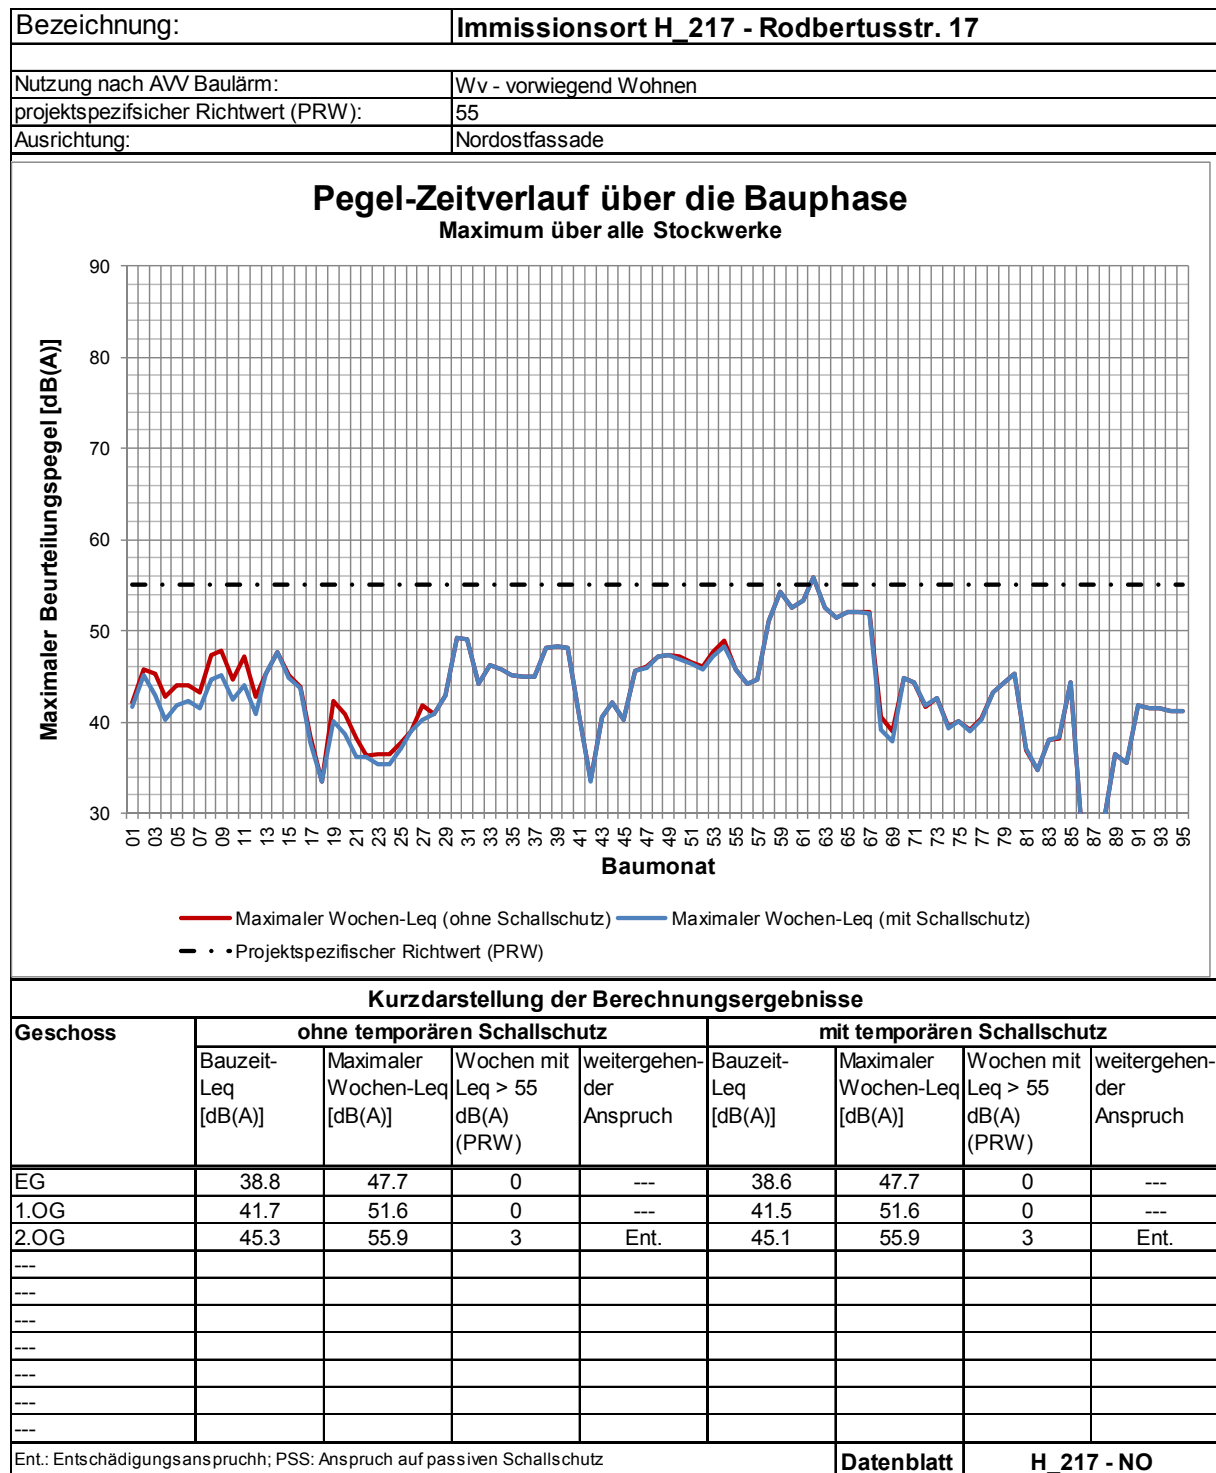 Bezeichnung: Immissionsort H_217 - Rodbertusstr. 17
Nutzung nach AVV Baulärm: Wv - vorwiegend Wohnen
projektspezifsicher Richtwert (PRW): 55
Ausrichtung: Nordostfassade
Pegel-Zeitverlauf über die Bauphase
Maximum über alle Stockwerke
Maximaler Beurteilungspegel [dB(A)]
90
80
70
60
50
40
30
01 03 05 07 09 11 13 15 17 19 21 23 25 27 29 31 33 35 37 39 41 43 45 47 49 51 53 55 57 59 61 63 65 67 69 71 73 75 77 79 81 83 85 87 89 91 93 95
Baumonat
Maximaler Wochen-Leq (ohne Schallschutz) Maximaler Wochen-Leq (mit Schallschutz)
Projektspezifischer Richtwert (PRW)
Kurzdarstellung der Berechnungsergebnisse
Geschoss ohne temporären Schallschutz mit temporären Schallschutz
Bauzeit- Maximaler Wochen mit weitergehen- Bauzeit- Maximaler Wochen mit weitergehen-
Leq Wochen-Leq Leq > 55 der Leq Wochen-Leq Leq > 55 der
[dB(A)] [dB(A)] dB(A) Anspruch [dB(A)] [dB(A)] dB(A) Anspruch
(PRW) (PRW)
EG 38.8 47.7 0 --- 38.6 47.7 0 ---
1.OG 41.7 51.6 0 --- 41.5 51.6 0 ---
2.OG 45.3 55.9 3 Ent. 45.1 55.9 3 Ent.
---
---
---
---
---
---
---
Ent.: Entschädigungsanspruchh; PSS: Anspruch auf passiven Schallschutz Datenblatt H_217 - NO